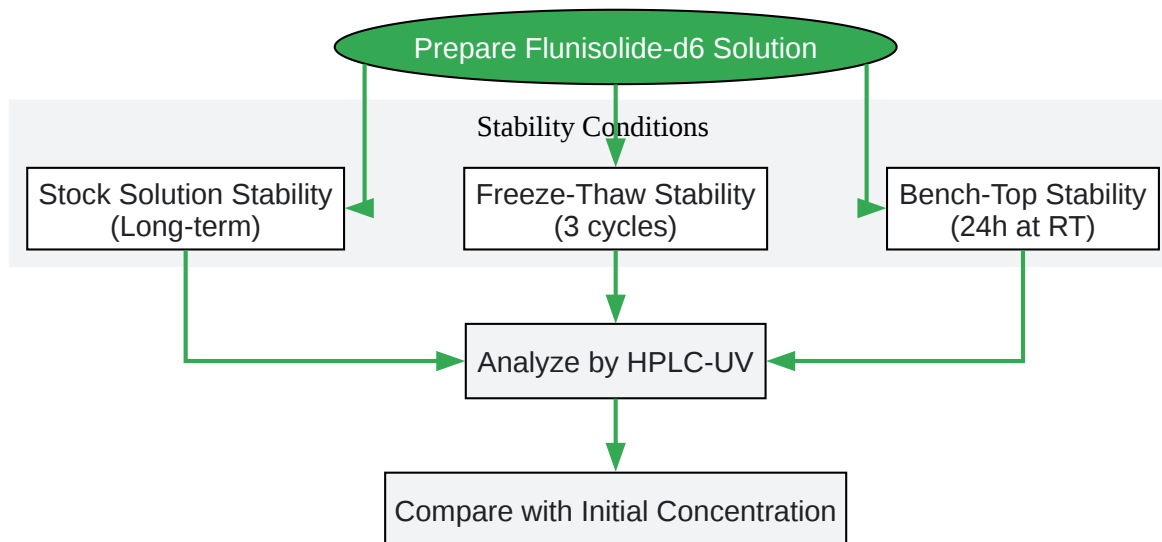 Prepare Flunisolide-d6 Solution
Stability Conditions
Stock Solution Stability
(Long-term)
Freeze-Thaw Stability
(3 cycles)
Bench-Top Stability
(24h at RT)
Analyze by HPLC-UV
Compare with Initial Concentration